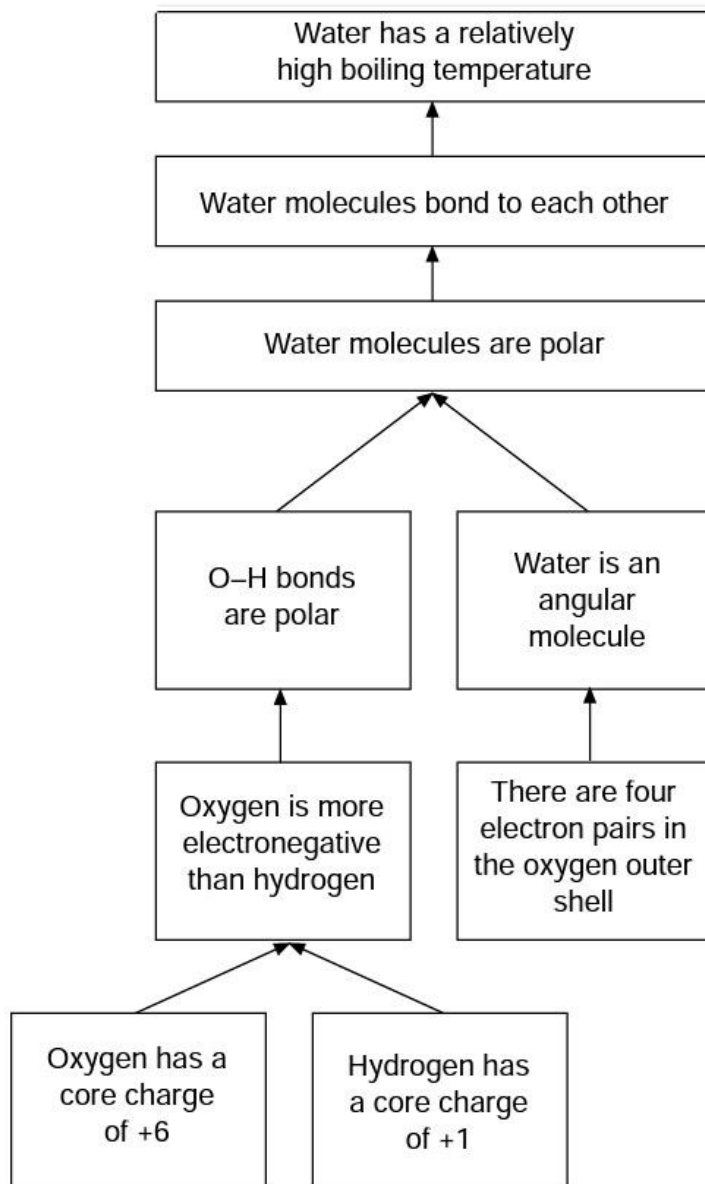 Water has a relatively
high boiling temperature
Water molecules bond to each other
Water molecules are polar
O–H bonds
are polar
Water is an
angular
molecule
Oxygen is more
electronegative
than hydrogen
There are four
electron pairs in
the oxygen outer
shell
Oxygen has a
core charge
of +6
Hydrogen has
a core charge
of +1